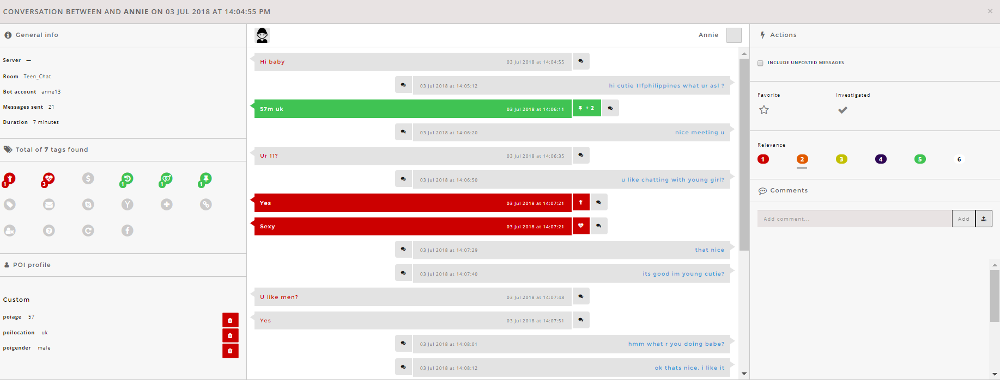 CONVERSATION BETWEEN AND ANNIE ON 03 JUL 2018 AT 14:04:55 PM
General info
Server —
Room Teen_Chat
Bot account anne13
Messages sent 21
Duration 7 minutes
Total of 7 tags found
1 3 $ 1 1 1
POI profile
Custom
poiage 57
poilocation uk
poigender male
Annie
Hi baby 03 Jul 2018 at 14:04:55
03 Jul 2018 at 14:05:12 hi cutie 11fphilippines what ur asl ?
57m uk 03 Jul 2018 at 14:06:11 + 2
03 Jul 2018 at 14:06:20 nice meeting u
Ur 11? 03 Jul 2018 at 14:06:35
03 Jul 2018 at 14:06:50 u like chatting with young girl?
Yes 03 Jul 2018 at 14:07:21
Sexy 03 Jul 2018 at 14:07:21
03 Jul 2018 at 14:07:29 that nice
03 Jul 2018 at 14:07:40 its good im young cutie?
U like men? 03 Jul 2018 at 14:07:48
Yes 03 Jul 2018 at 14:07:51
03 Jul 2018 at 14:08:01 hmm what r you doing babe?
03 Jul 2018 at 14:08:12 ok thats nice, i like it
Actions
INCLUDE UNPOSTED MESSAGES
Favorite Investigated
Relevance
1 2 3 4 5 6
Comments
Add comment... Add